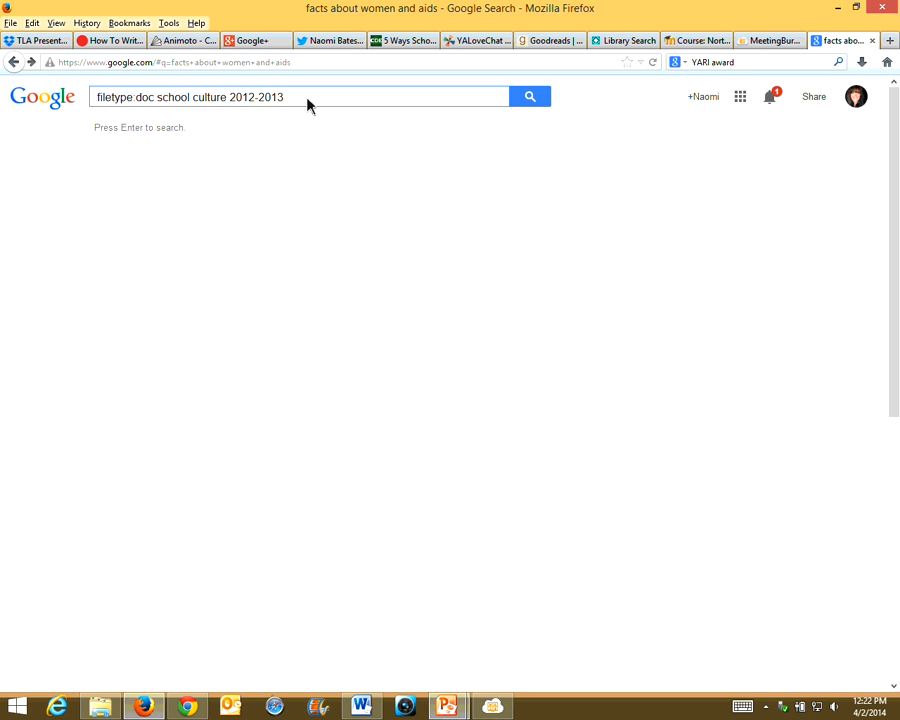 facts about women and aids - Google Search - Mozilla Firefox
File Edit View History Bookmarks Tools Help
TLA Present... How To Writ... Animoto - C... Google+ Naomi Bates... 5 Ways Scho... YALoveChat ... Goodreads | ... Library Search Course: Nort... MeetingBur... facts abo...
https://www.google.com/#q=facts+about+women+and+aids YARI award
Google filetype:doc school culture 2012-2013 +Naomi 1 Share
Press Enter to search.
12:22 PM
4/2/2014